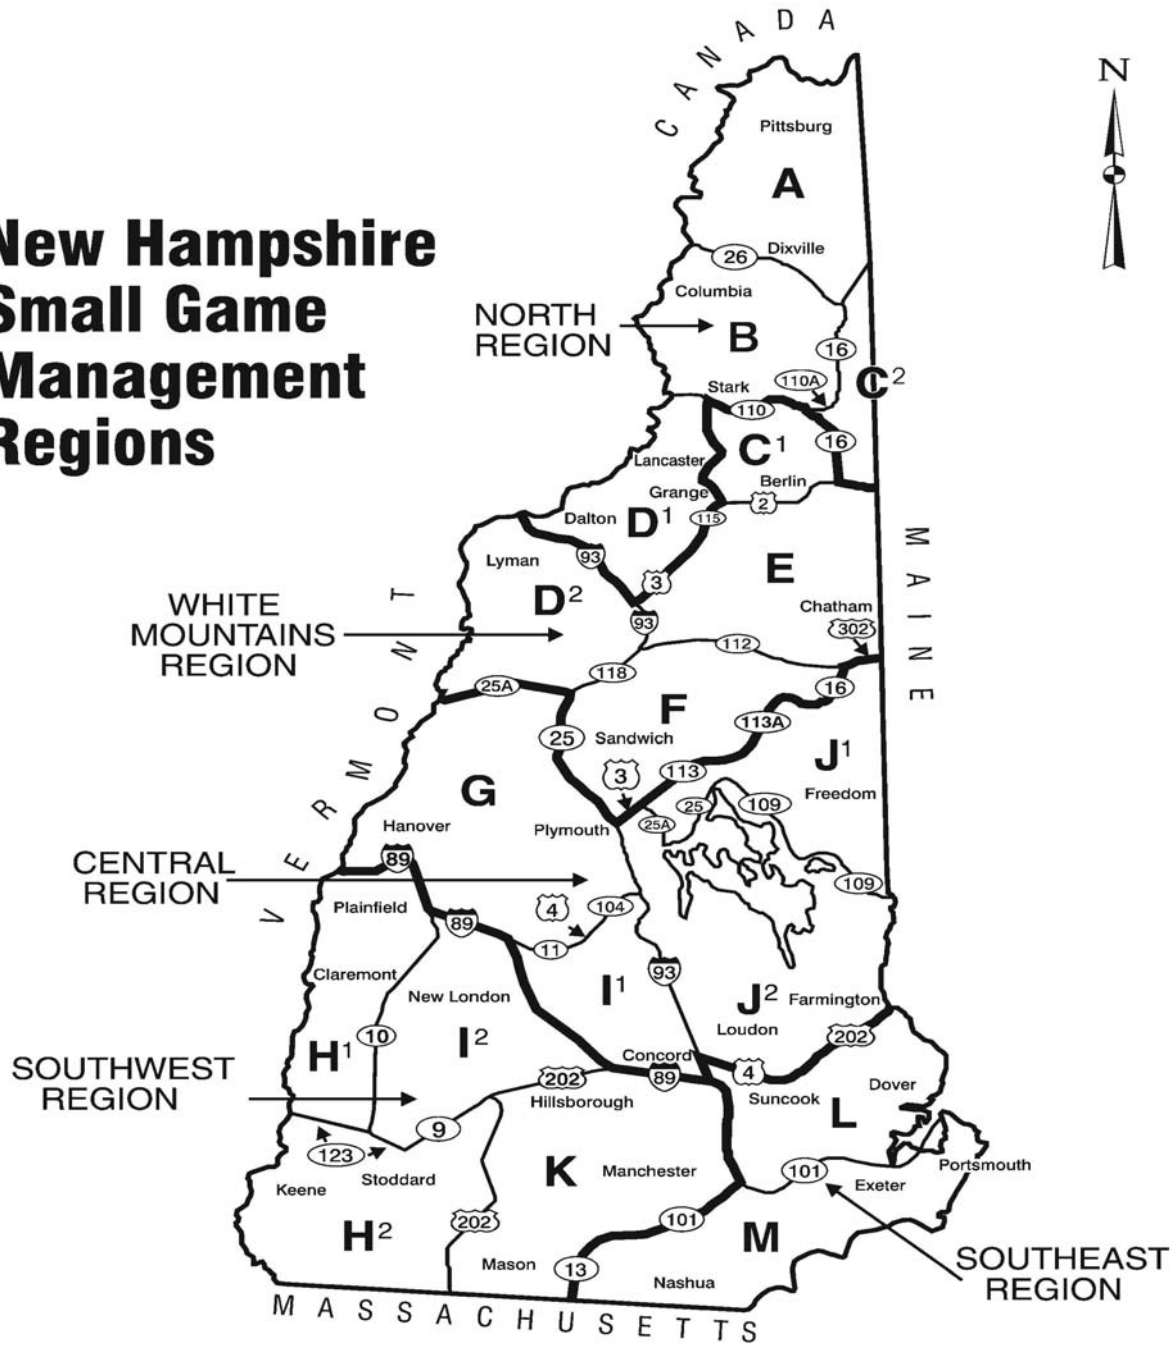 CANADA
N
Pittsburg
A
New Hampshire
Small Game
Management
Regions
26
Dixville
Columbia
NORTH
REGION
B
16
C2
Stark
110A
110
C1
16
Lancaster
Grange
Berlin
2
Dalton
D1
115
93
Lyman
E
3
D2
Chatham
302
93
MAINE
WHITE
MOUNTAINS
REGION
112
118
25A
16
F
113A
25
Sandwich
J1
3
113
VERMONT
G
Freedom
25
109
Hanover
Plymouth
25A
89
CENTRAL
REGION
109
Plainfield
4
104
89
11
Claremont
93
New London
I1
J2
Farmington
Loudon
10
202
H1
I2
Concord
SOUTHWEST
REGION
202
89
4
Dover
Hillsborough
Suncook
L
9
123
Stoddard
K
Manchester
101
Portsmouth
Keene
Exeter
202
101
H2
M
Mason
13
Nashua
SOUTHEAST
REGION
MASSACHUSETTS